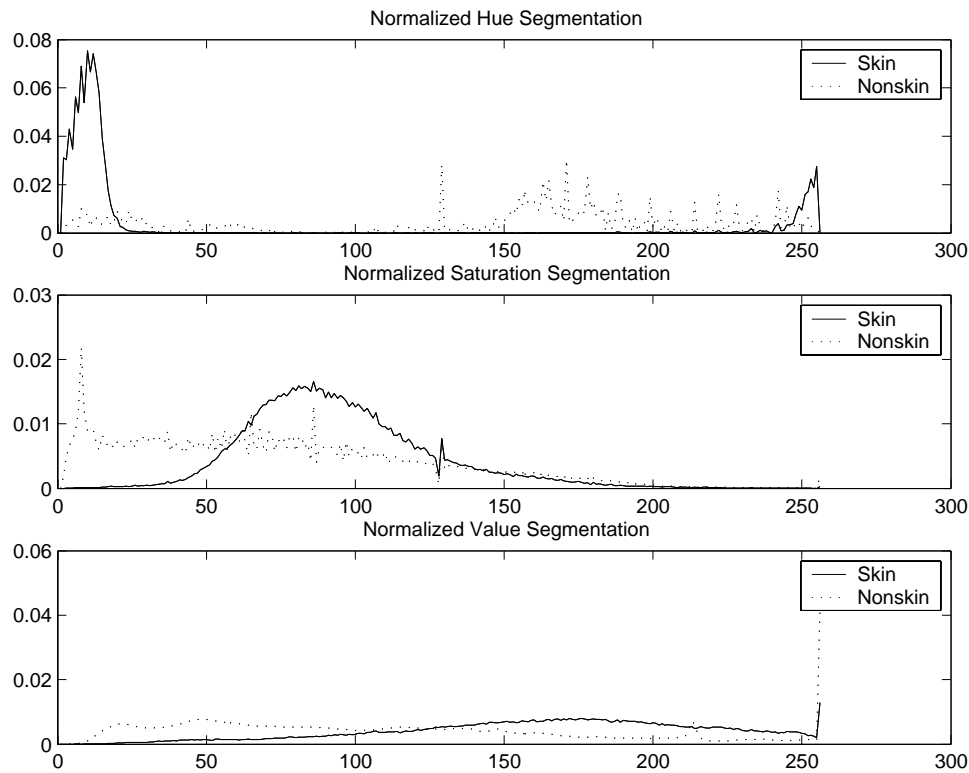 Normalized Hue Segmentation
0.08
0.06
0.04
0.02
0
Skin
Nonskin
0 50 100 150 200 250 300
Normalized Saturation Segmentation
0.03
0.02
0.01
0
Skin
Nonskin
0 50 100 150 200 250 300
Normalized Value Segmentation
0.06
0.04
0.02
0
Skin
Nonskin
0 50 100 150 200 250 300